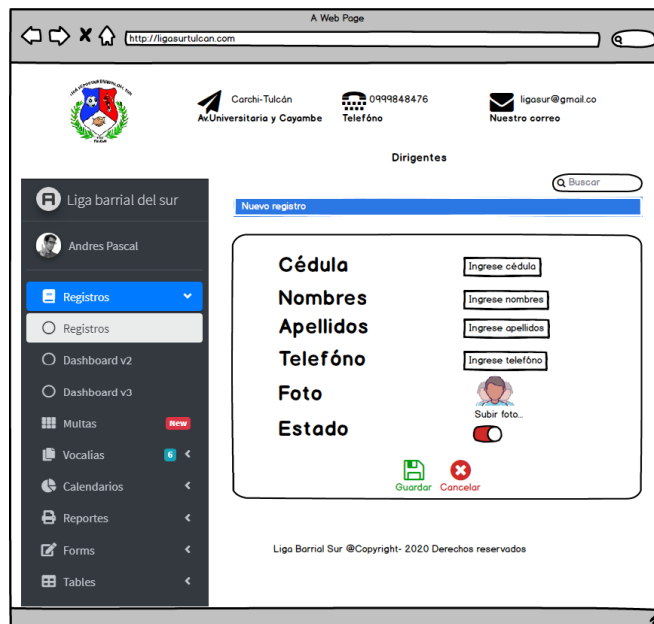 A Web Page
http://ligasurtulcan.com
Carchi-Tulcán
Av.Universitaria y Cayambe
0999848476
Telefóno
ligasur@gmail.co
Nuestro correo
Dirigentes
Buscar
Liga barrial del sur
Nuevo registro
Andres Pascal
Registros
Registros
Dashboard v2
Dashboard v3
Multas New
Vocalias 6
Calendarios
Reportes
Forms
Tables
Cédula Ingrese cédula
Nombres Ingrese nombres
Apellidos Ingrese apellidos
Telefóno Ingrese telefóno
Foto
Subir foto...
Estado
Guardar Cancelar
Liga Barrial Sur @Copyright- 2020 Derechos reservados